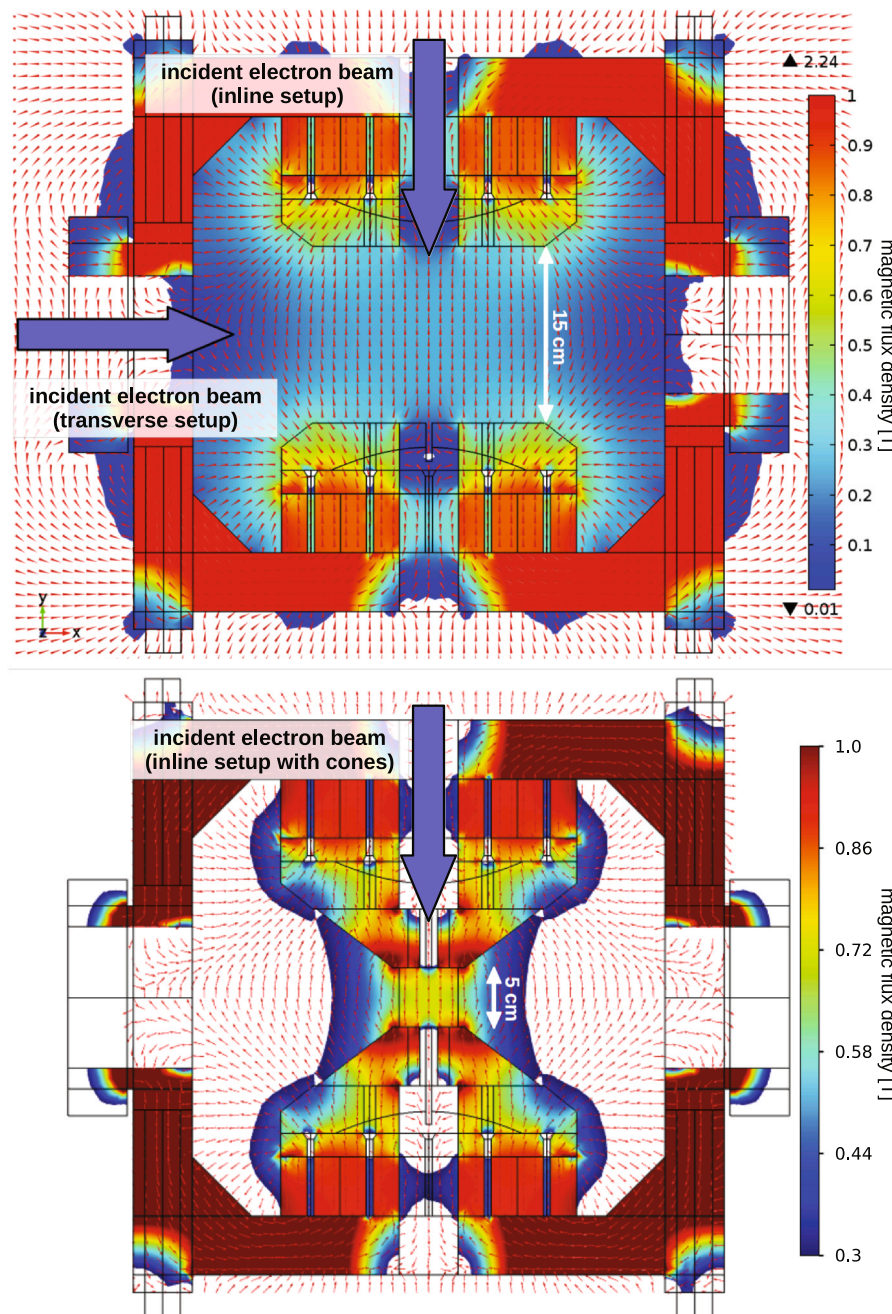 incident electron beam
(inline setup)
▲ 2.24
1
0.9
0.8
0.7
0.6
0.5
0.4
0.3
0.2
0.1
▼ 0.01
magnetic flux density [T]
15 cm
incident electron beam
(transverse setup)
y
z x
incident electron beam
(inline setup with cones)
1.0
0.86
0.72
0.58
0.44
0.3
magnetic flux density [T]
5 cm